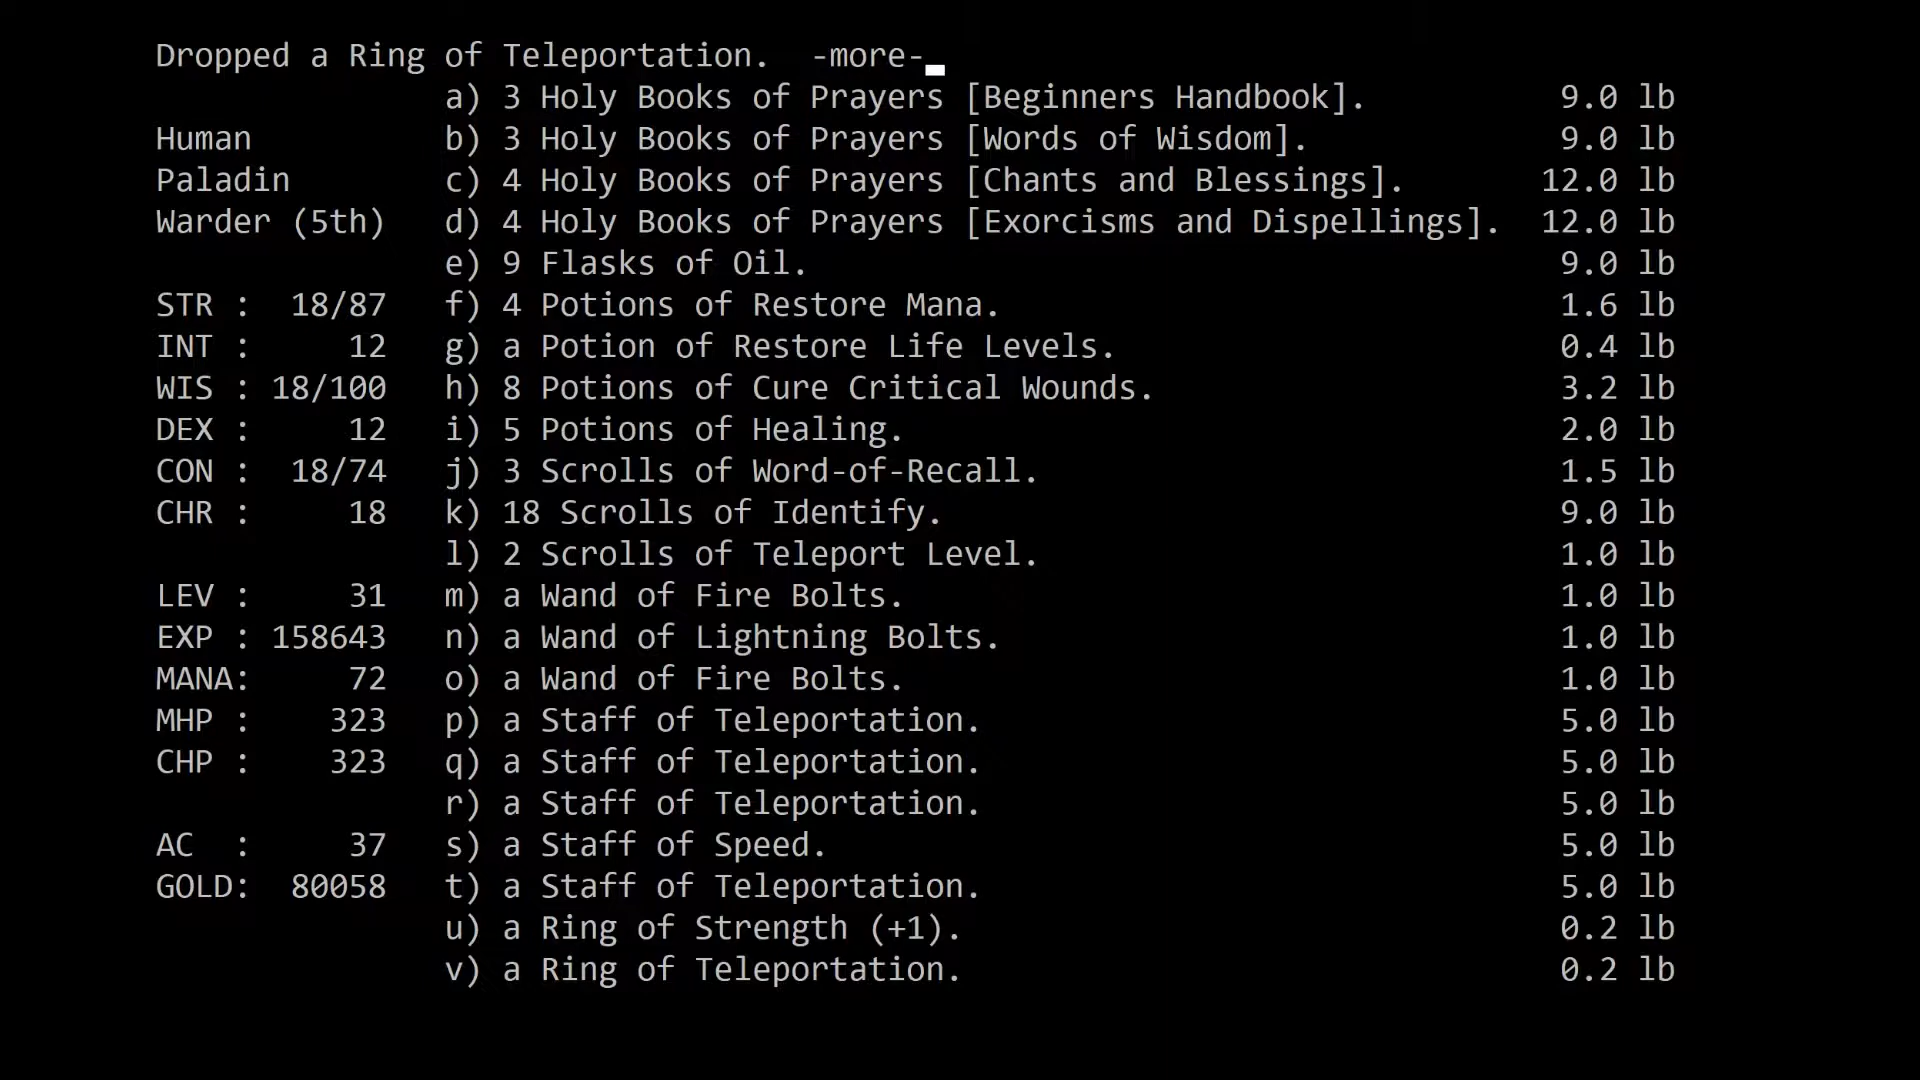 Dropped a Ring of Teleportation.  -more-
a) 3 Holy Books of Prayers [Beginners Handbook]. 9.0 lb
Human b) 3 Holy Books of Prayers [Words of Wisdom]. 9.0 lb
Paladin c) 4 Holy Books of Prayers [Chants and Blessings]. 12.0 lb
Warder (5th) d) 4 Holy Books of Prayers [Exorcisms and Dispellings]. 12.0 lb
e) 9 Flasks of Oil. 9.0 lb
STR : 18/87 f) 4 Potions of Restore Mana. 1.6 lb
INT : 12 g) a Potion of Restore Life Levels. 0.4 lb
WIS : 18/100 h) 8 Potions of Cure Critical Wounds. 3.2 lb
DEX : 12 i) 5 Potions of Healing. 2.0 lb
CON : 18/74 j) 3 Scrolls of Word-of-Recall. 1.5 lb
CHR : 18 k) 18 Scrolls of Identify. 9.0 lb
l) 2 Scrolls of Teleport Level. 1.0 lb
LEV : 31 m) a Wand of Fire Bolts. 1.0 lb
EXP : 158643 n) a Wand of Lightning Bolts. 1.0 lb
MANA: 72 o) a Wand of Fire Bolts. 1.0 lb
MHP : 323 p) a Staff of Teleportation. 5.0 lb
CHP : 323 q) a Staff of Teleportation. 5.0 lb
r) a Staff of Teleportation. 5.0 lb
AC : 37 s) a Staff of Speed. 5.0 lb
GOLD: 80058 t) a Staff of Teleportation. 5.0 lb
u) a Ring of Strength (+1). 0.2 lb
v) a Ring of Teleportation. 0.2 lb